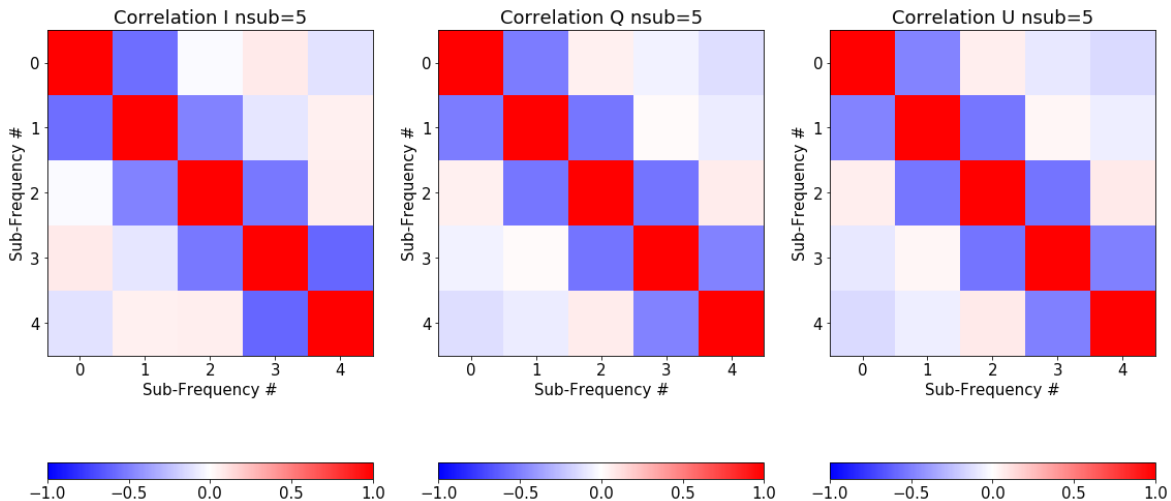 Correlation I nsub=5 Correlation Q nsub=5 Correlation U nsub=5
0 0 0
1 1 1
2 2 2
3 3 3
4 4 4
Sub-Frequency # Sub-Frequency # Sub-Frequency #
0 1 2 3 4 0 1 2 3 4 0 1 2 3 4
Sub-Frequency # Sub-Frequency # Sub-Frequency #
−1.0 −0.5 0.0 0.5 1.0 −1.0 −0.5 0.0 0.5 1.0 −1.0 −0.5 0.0 0.5 1.0